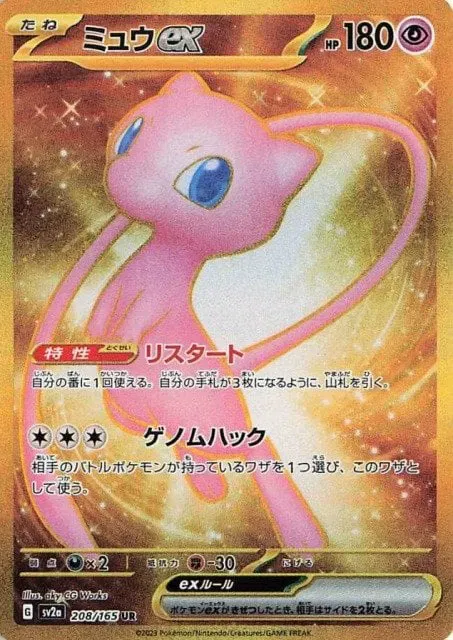 たね ミュウex HP 180
特性 とくせい リスタート
自分の番に1回使える。自分の手札が3枚になるように、山札を引く。
ゲノムハック
相手のバトルポケモンが持っているワザを1つ選び、このワザと
して使う。
弱点 ×2 抵抗力 -30 にげる
Illus. aky CG Works
exルール
G sv2a 208/165 UR
ポケモンexがきぜつしたとき、相手はサイドを2枚とる。
©2023 Pokémon/Nintendo/Creatures/GAME FREAK.